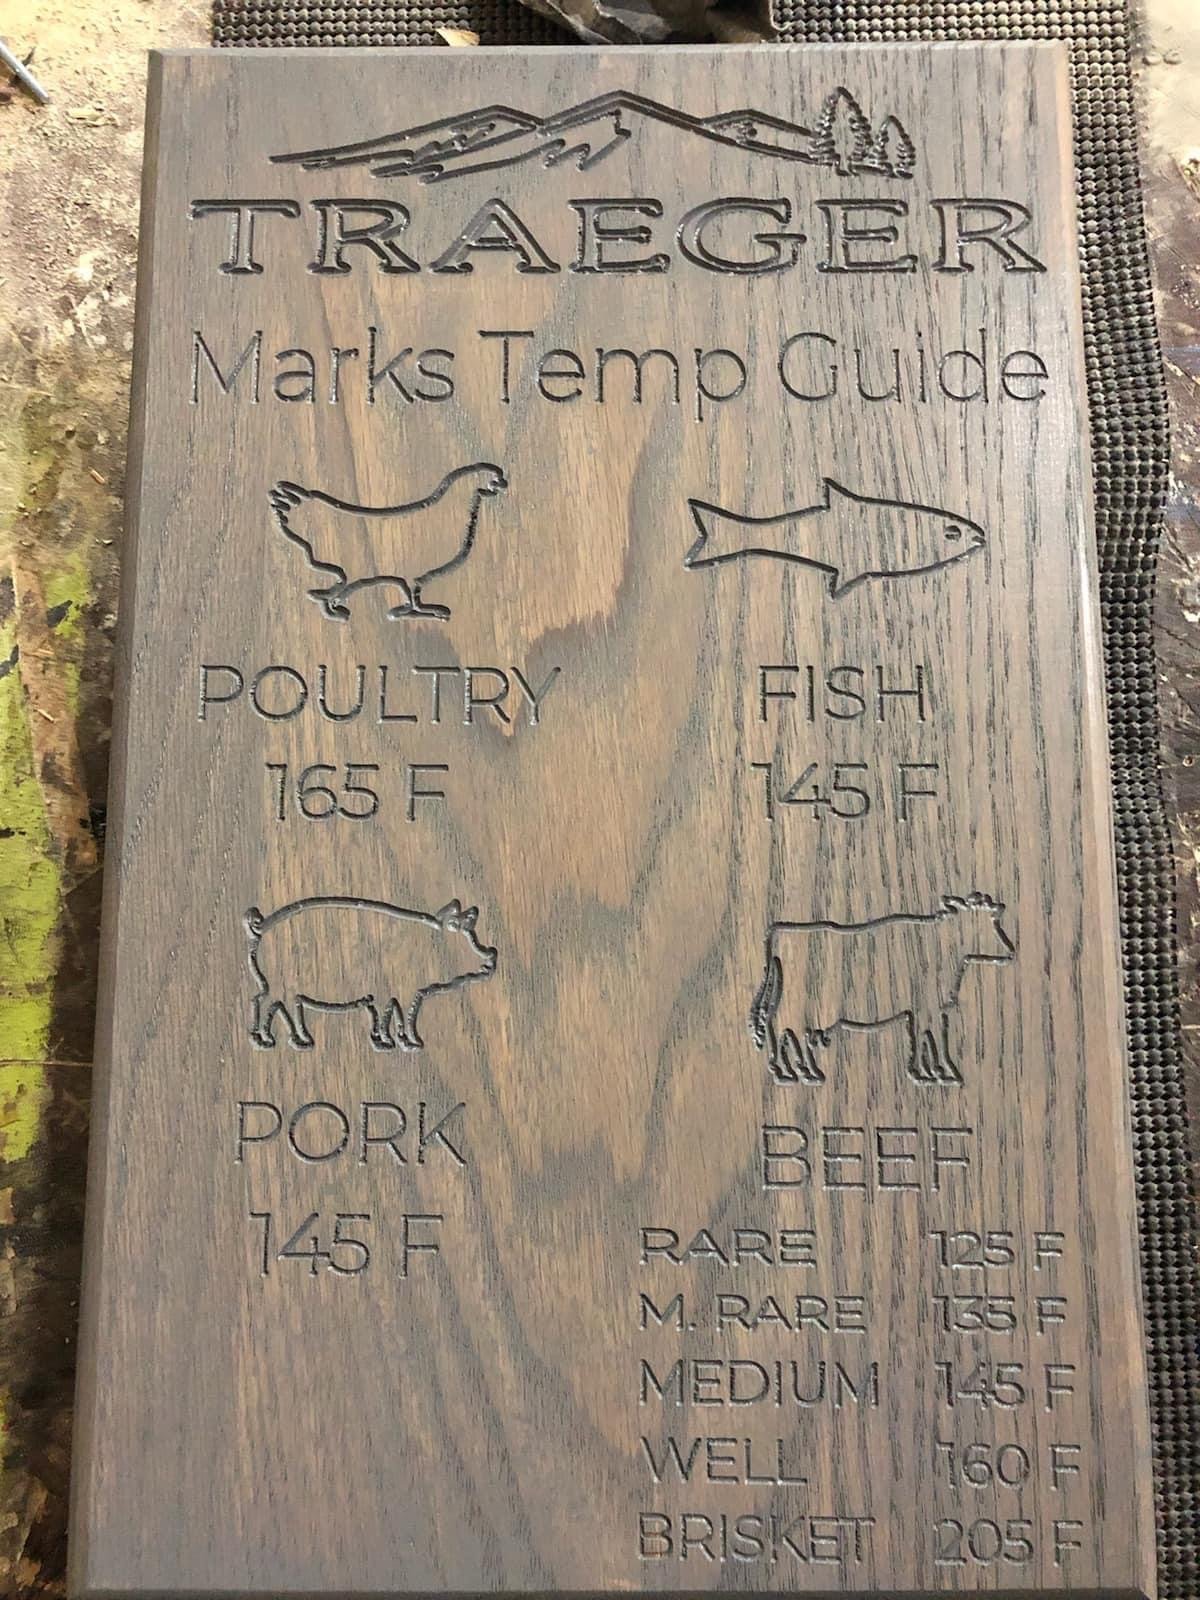 TRAEGER
Marks Temp Guide
POULTRY
165 F
FISH
145 F
PORK
145 F
BEEF
RARE 125 F
M. RARE 135 F
MEDIUM 145 F
WELL 160 F
BRISKET 205 F